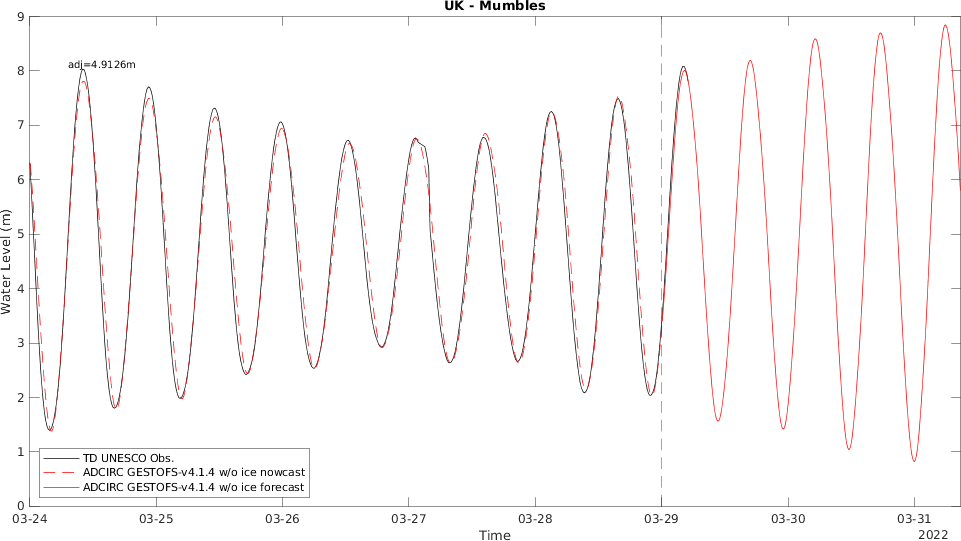 UK - Mumbles
adj=4.9126m
Water Level (m)
9
8
7
6
5
4
3
2
1
0
TD UNESCO Obs.
ADCIRC GESTOFS-v4.1.4 w/o ice nowcast
ADCIRC GESTOFS-v4.1.4 w/o ice forecast
03-24 03-25 03-26 03-27 03-28 03-29 03-30 03-31
Time
2022